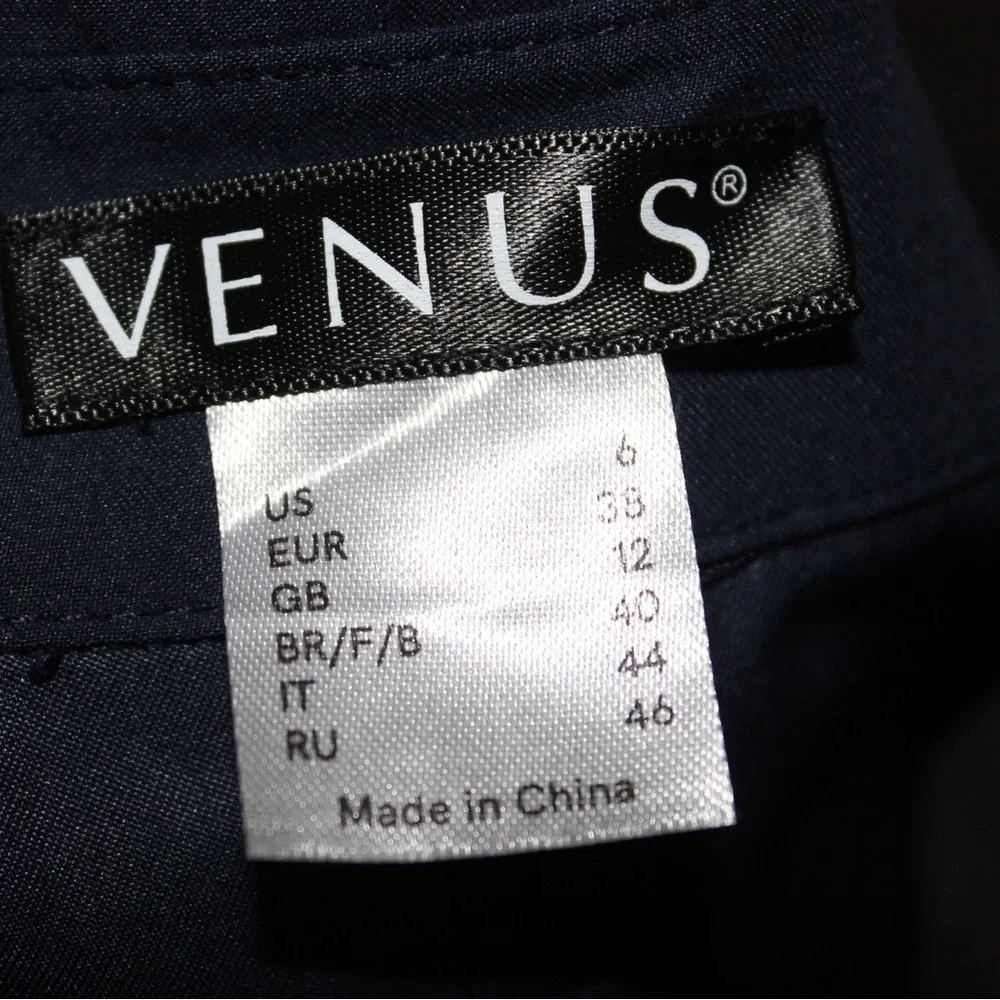 VENUS®
US 6
EUR 38
GB 12
BR/F/B 40
IT 44
RU 46
Made in China